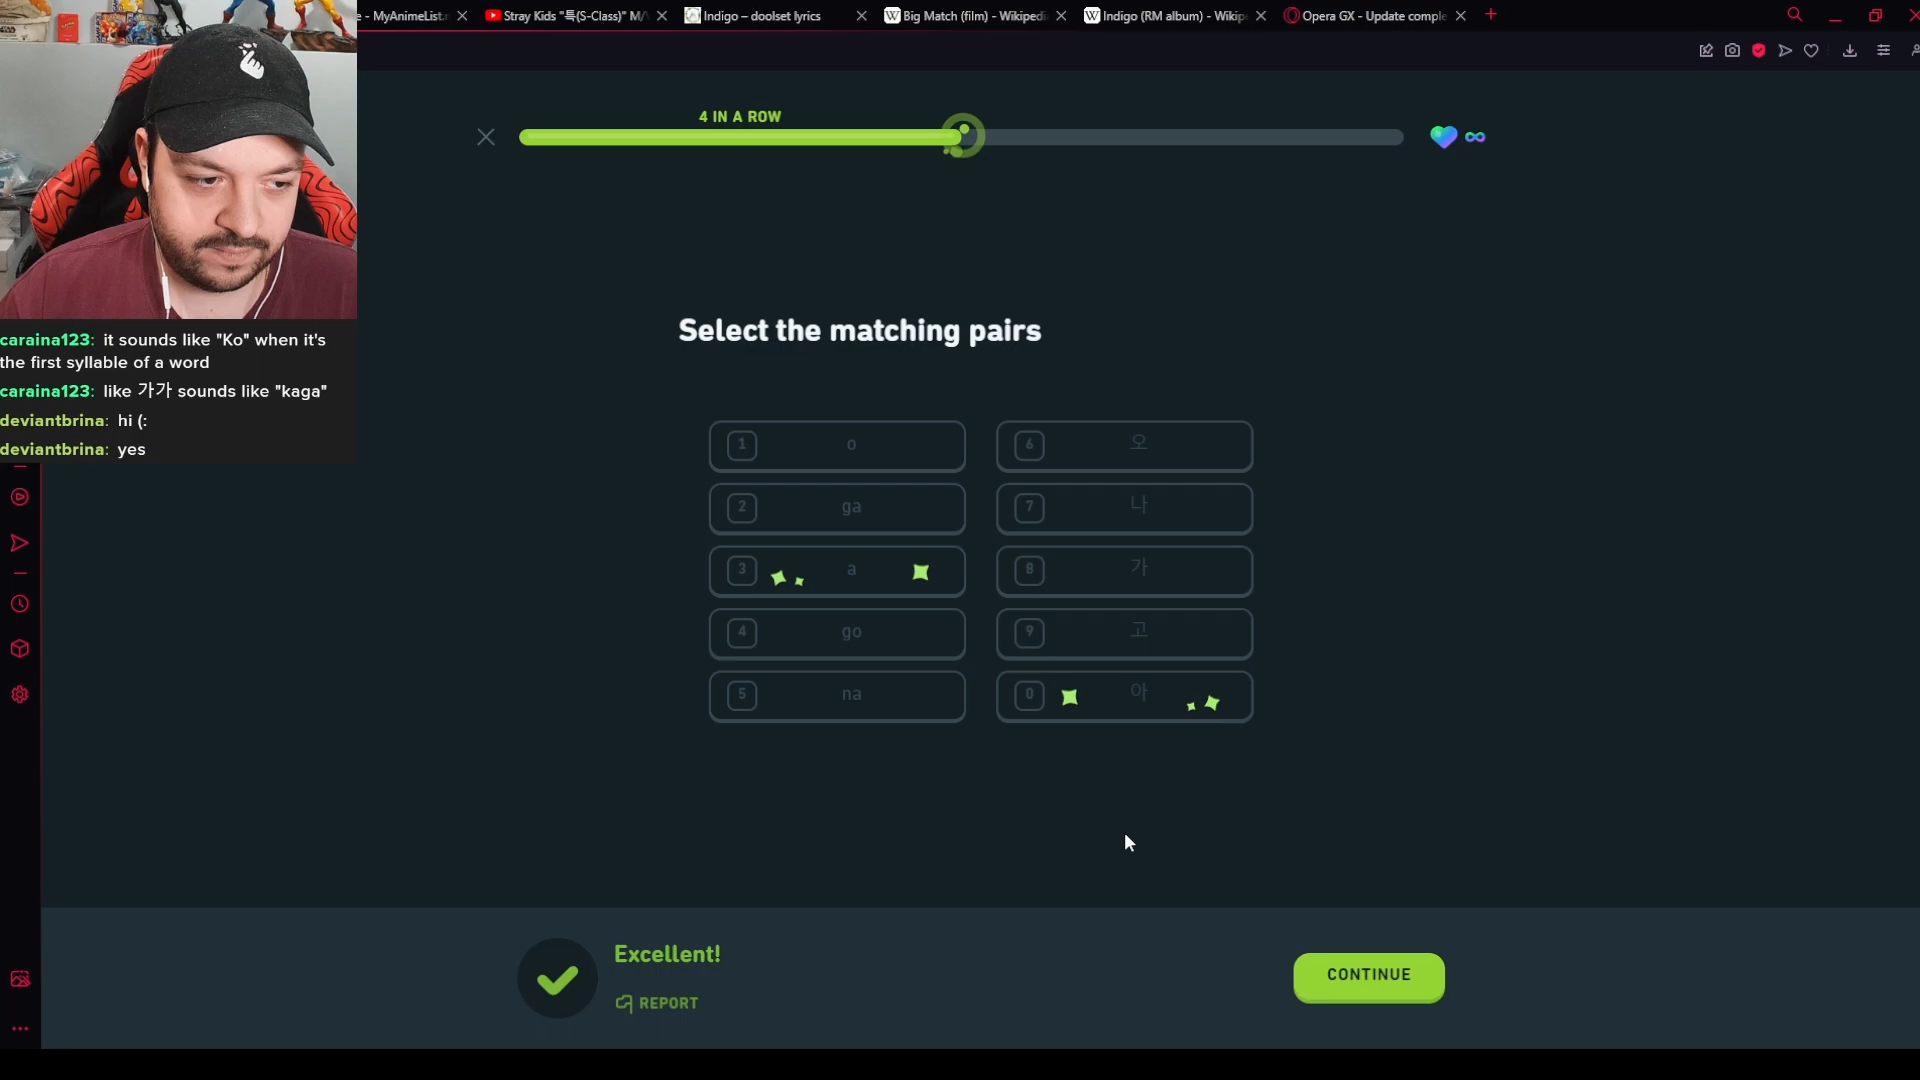 e - MyAnimeList.n
Stray Kids "특(S-Class)" M/V
Indigo – doolset lyrics
Big Match (film) - Wikipedi
Indigo (RM album) - Wikip
Opera GX - Update comple
4 IN A ROW
Select the matching pairs
caraina123: it sounds like "Ko" when it's
the first syllable of a word
caraina123: like 가가 sounds like "kaga"
deviantbrina: hi (:
deviantbrina: yes
1 o
6 오
2 ga
7 나
3 a
8 가
4 go
9 고
5 na
0 아
Excellent!
REPORT
CONTINUE